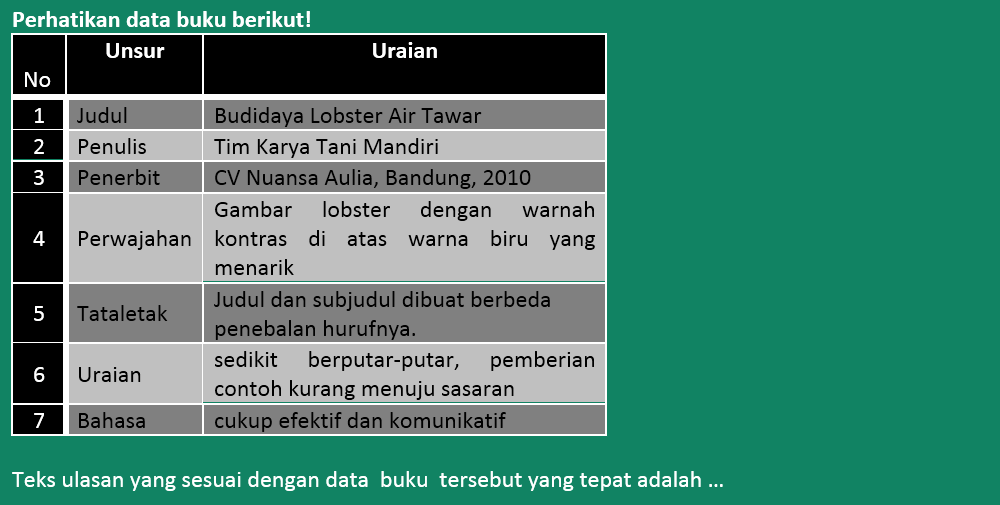 Perhatikan data buku berikut!
No Unsur Uraian
1 Judul Budidaya Lobster Air Tawar
2 Penulis Tim Karya Tani Mandiri
3 Penerbit CV Nuansa Aulia, Bandung, 2010
4 Perwajahan Gambar lobster dengan warnah
kontras di atas warna biru yang
menarik
5 Tataletak Judul dan subjudul dibuat berbeda
penebalan hurufnya.
6 Uraian sedikit berputar-putar, pemberian
contoh kurang menuju sasaran
7 Bahasa cukup efektif dan komunikatif
Teks ulasan yang sesuai dengan data buku tersebut yang tepat adalah ...